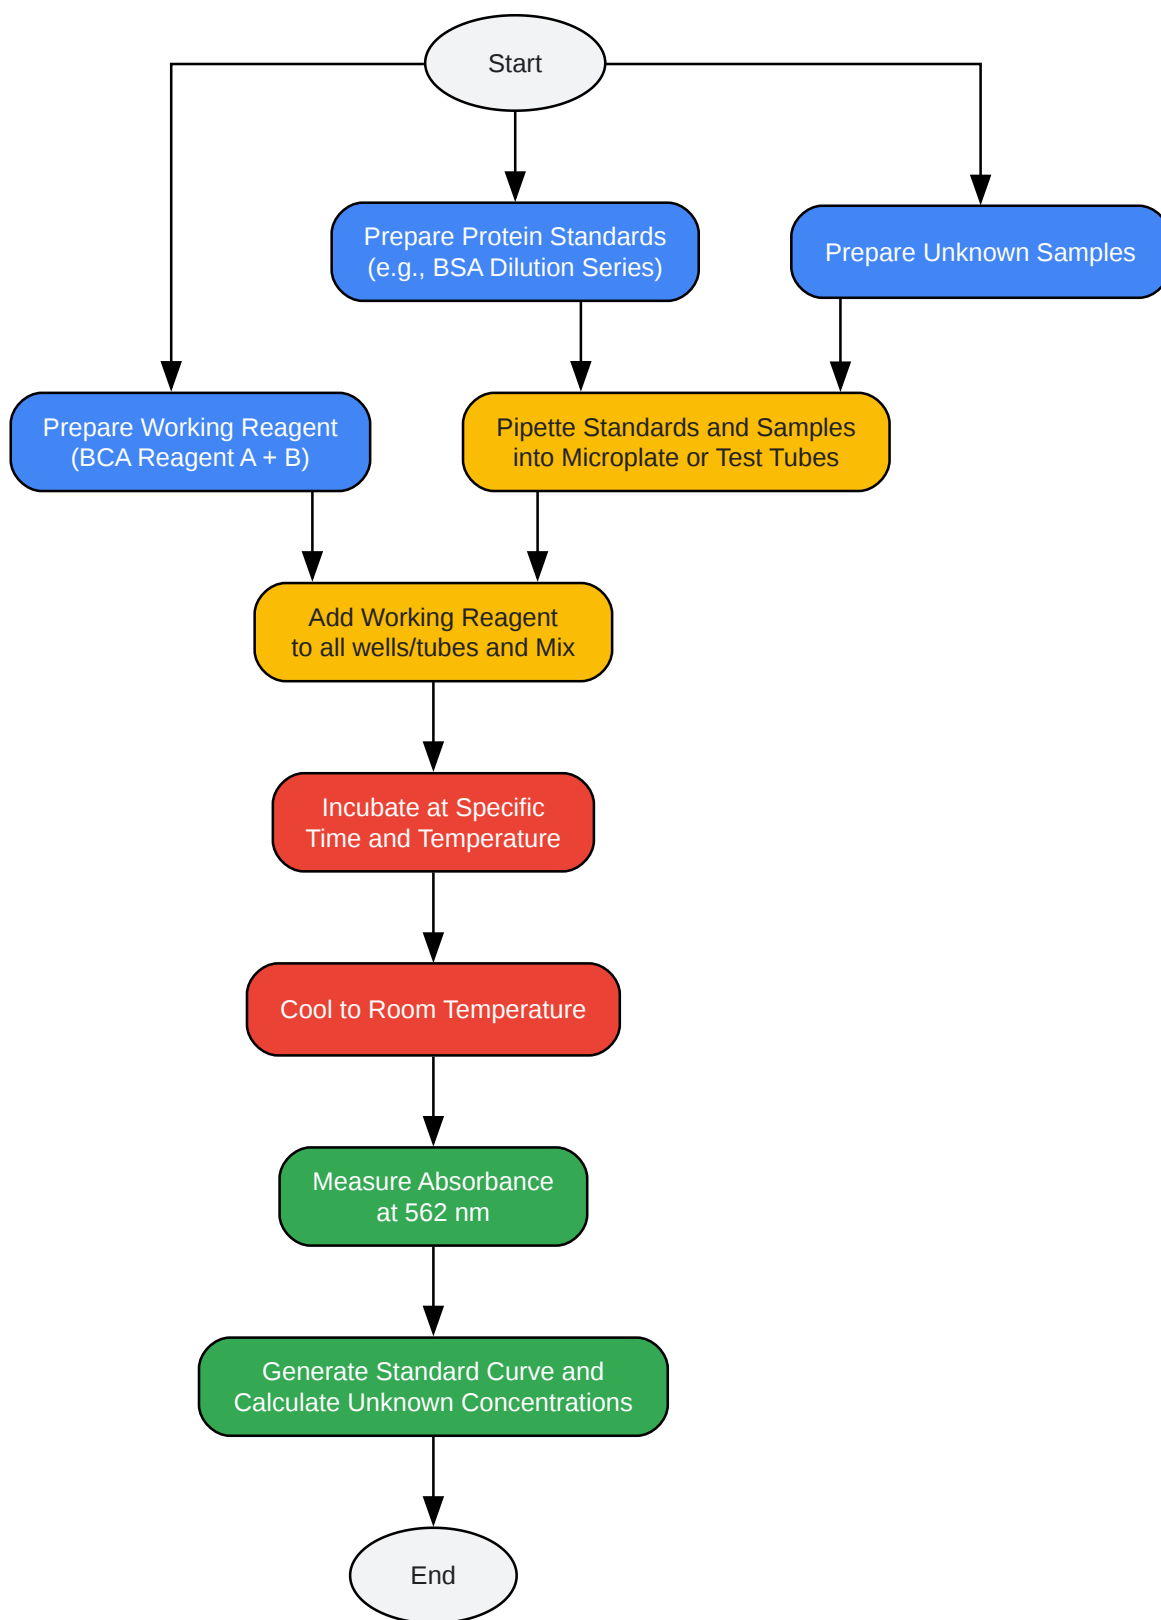 Start
Prepare Protein Standards
(e.g., BSA Dilution Series)
Prepare Unknown Samples
Prepare Working Reagent
(BCA Reagent A + B)
Pipette Standards and Samples
into Microplate or Test Tubes
Add Working Reagent
to all wells/tubes and Mix
Incubate at Specific
Time and Temperature
Cool to Room Temperature
Measure Absorbance
at 562 nm
Generate Standard Curve and
Calculate Unknown Concentrations
End